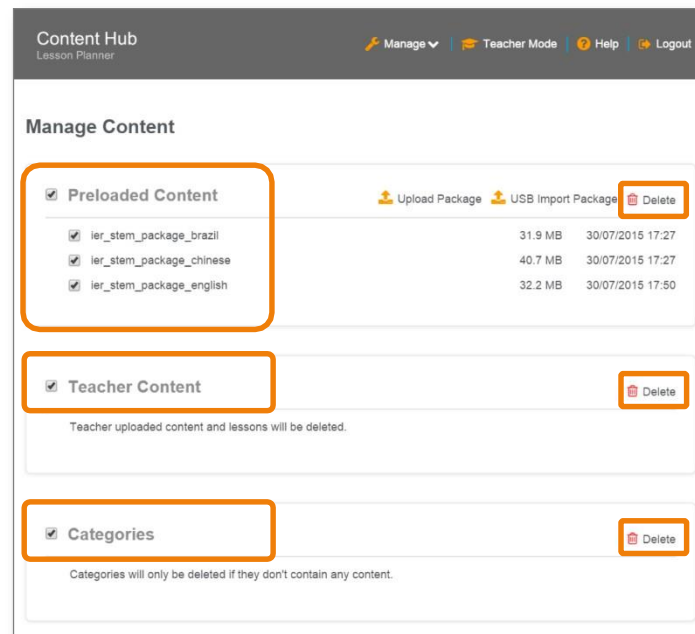 Content Hub
Lesson Planner
Manage
Teacher Mode
Help
Logout
Manage Content
Preloaded Content Upload Package USB Import Package Delete
ier_stem_package_brazil 31.9 MB 30/07/2015 17:27
ier_stem_package_chinese 40.7 MB 30/07/2015 17:27
ier_stem_package_english 32.2 MB 30/07/2015 17:50
Teacher Content Delete
Teacher uploaded content and lessons will be deleted.
Categories Delete
Categories will only be deleted if they don't contain any content.